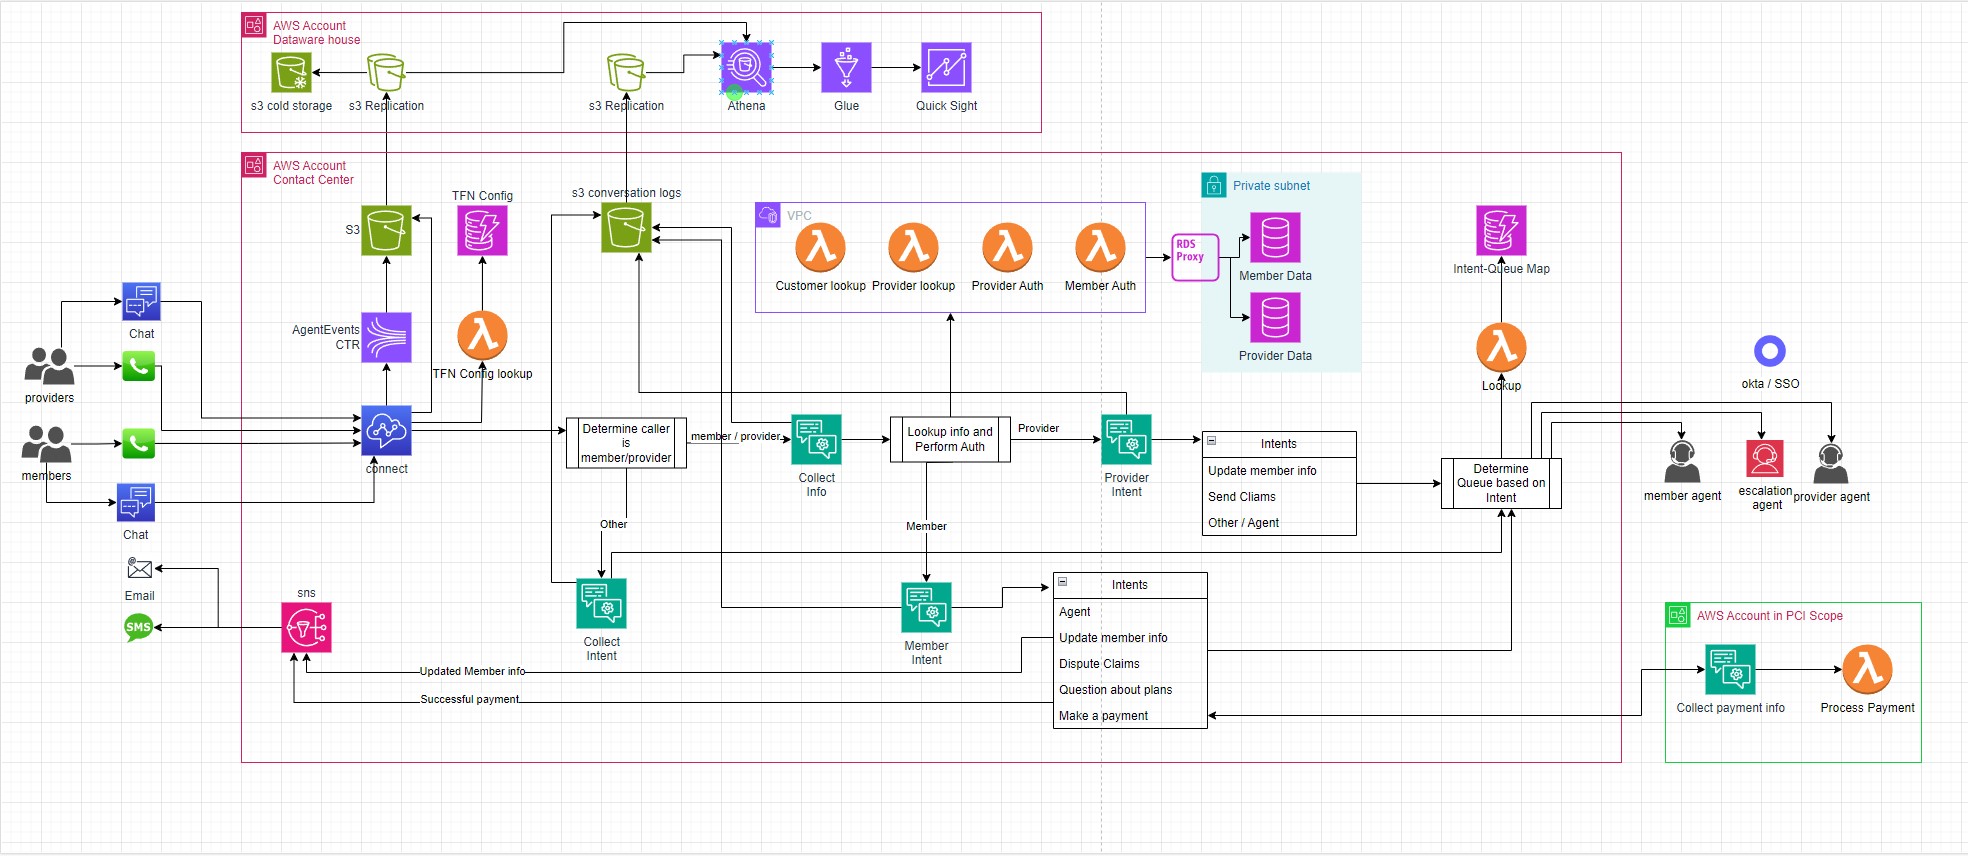 AWS Account
Dataware house
s3 cold storage
s3 Replication
s3 Replication
Athena
Glue
Quick Sight
AWS Account
Contact Center
S3
TFN Config
s3 conversation logs
VPC
Customer lookup
Provider lookup
Provider Auth
Member Auth
RDS
Proxy
Private subnet
Member Data
Provider Data
Intent-Queue Map
AgentEvents
CTR
TFN Config lookup
Lookup
Chat
providers
members
Chat
connect
Determine caller
is
member/provider
member / provider
Collect
Info
Lookup info and
Perform Auth
Provider
Provider
Intent
Intents
Update member info
Send Cliams
Other / Agent
Determine
Queue based on
Intent
okta / SSO
member agent
escalation
agent
provider agent
Other
Member
Email
SMS
sns
Collect
Intent
Member
Intent
Intents
Agent
Update member info
Dispute Claims
Question about plans
Make a payment
Updated Member info
Successful payment
AWS Account in PCI Scope
Collect payment info
Process Payment